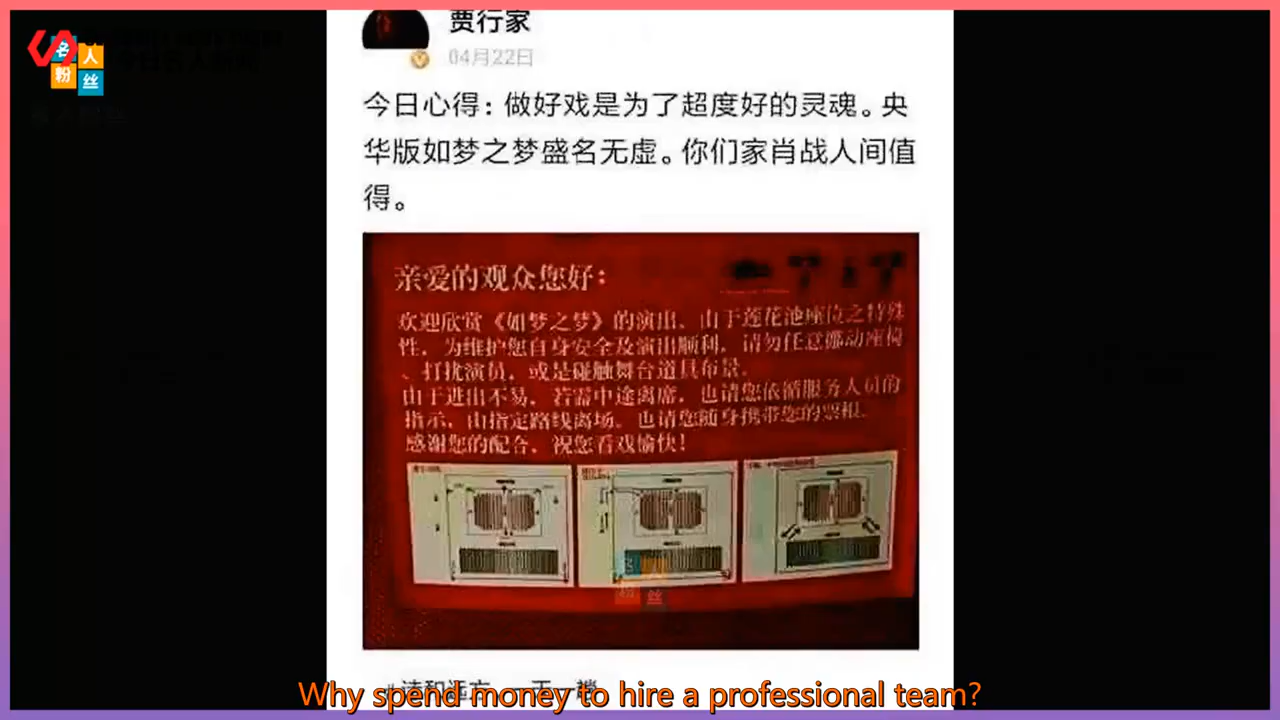 名人
粉丝
贾行家
04月22日
今日心得：做好戏是为了超度好的灵魂。央
华版如梦之梦盛名无虚。你们家肖战人间值
得。
亲爱的观众您好：
欢迎欣赏《如梦之梦》的演出，由于莲花池座位之特殊
性，为维护您自身安全及演出顺利，请勿任意挪动座椅
、打扰演员，或是碰触舞台道具布景。
由于进出不易，若需中途离席，也请您依循服务人员的
指示，由指定路线离场。也请您随身携带您的票根。
感谢您的配合，祝您看戏愉快！
名人
粉丝
Why spend money to hire a professional team?